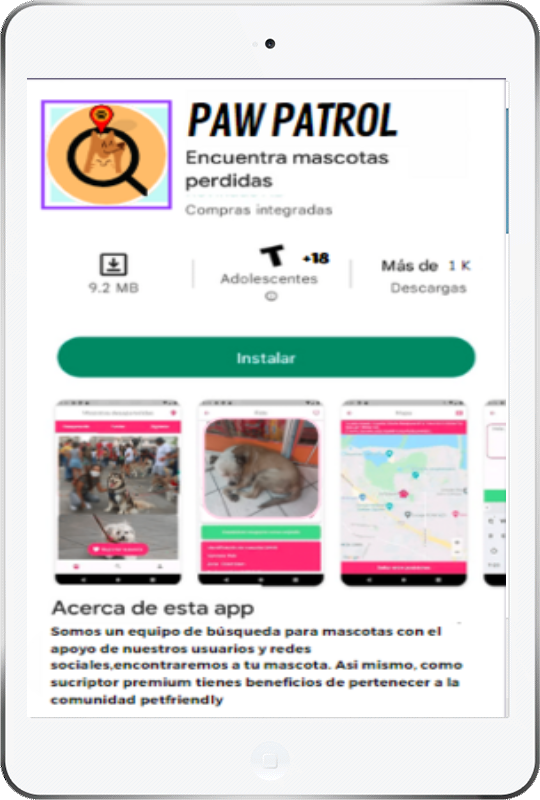 PAW PATROL
Encuentra mascotas
perdidas
Compras integradas
9.2 MB
T +18
Adolescentes
Más de 1 K
Descargas
Instalar
Acerca de esta app
Somos un equipo de búsqueda para mascotas con el
apoyo de nuestros usuarios y redes
sociales,encontraremos a tu mascota. Asi mismo, como
sucriptor premium tienes beneficios de pertenecer a la
comunidad petfriendly